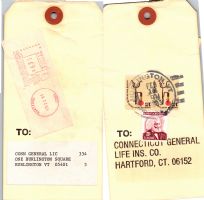 TO:
CONN GENERAL LIC 334
ONE BURLINGTON SQUARE
BURLINGTON VT 05401 3
TO:
CONNECTICUT GENERAL
LIFE INS. CO.
HARTFORD, CT. 06152